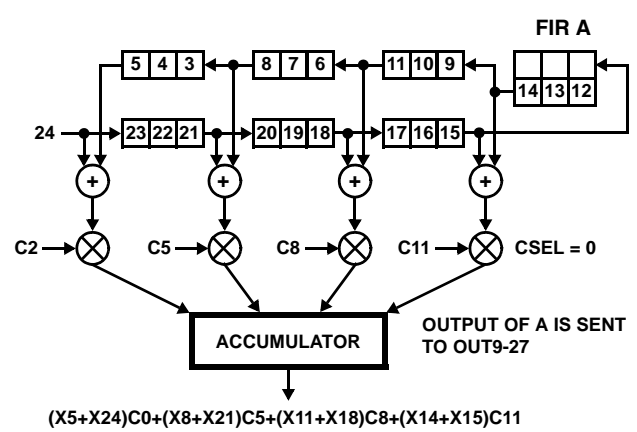 FIR A
5 4 3
8 7 6
11 10 9
14 13 12
24
23 22 21
20 19 18
17 16 15
+ + + +
C2 C5 C8 C11 CSEL = 0
ACCUMULATOR
OUTPUT OF A IS SENT
TO OUT9-27
(X5+X24)C0+(X8+X21)C5+(X11+X18)C8+(X14+X15)C11